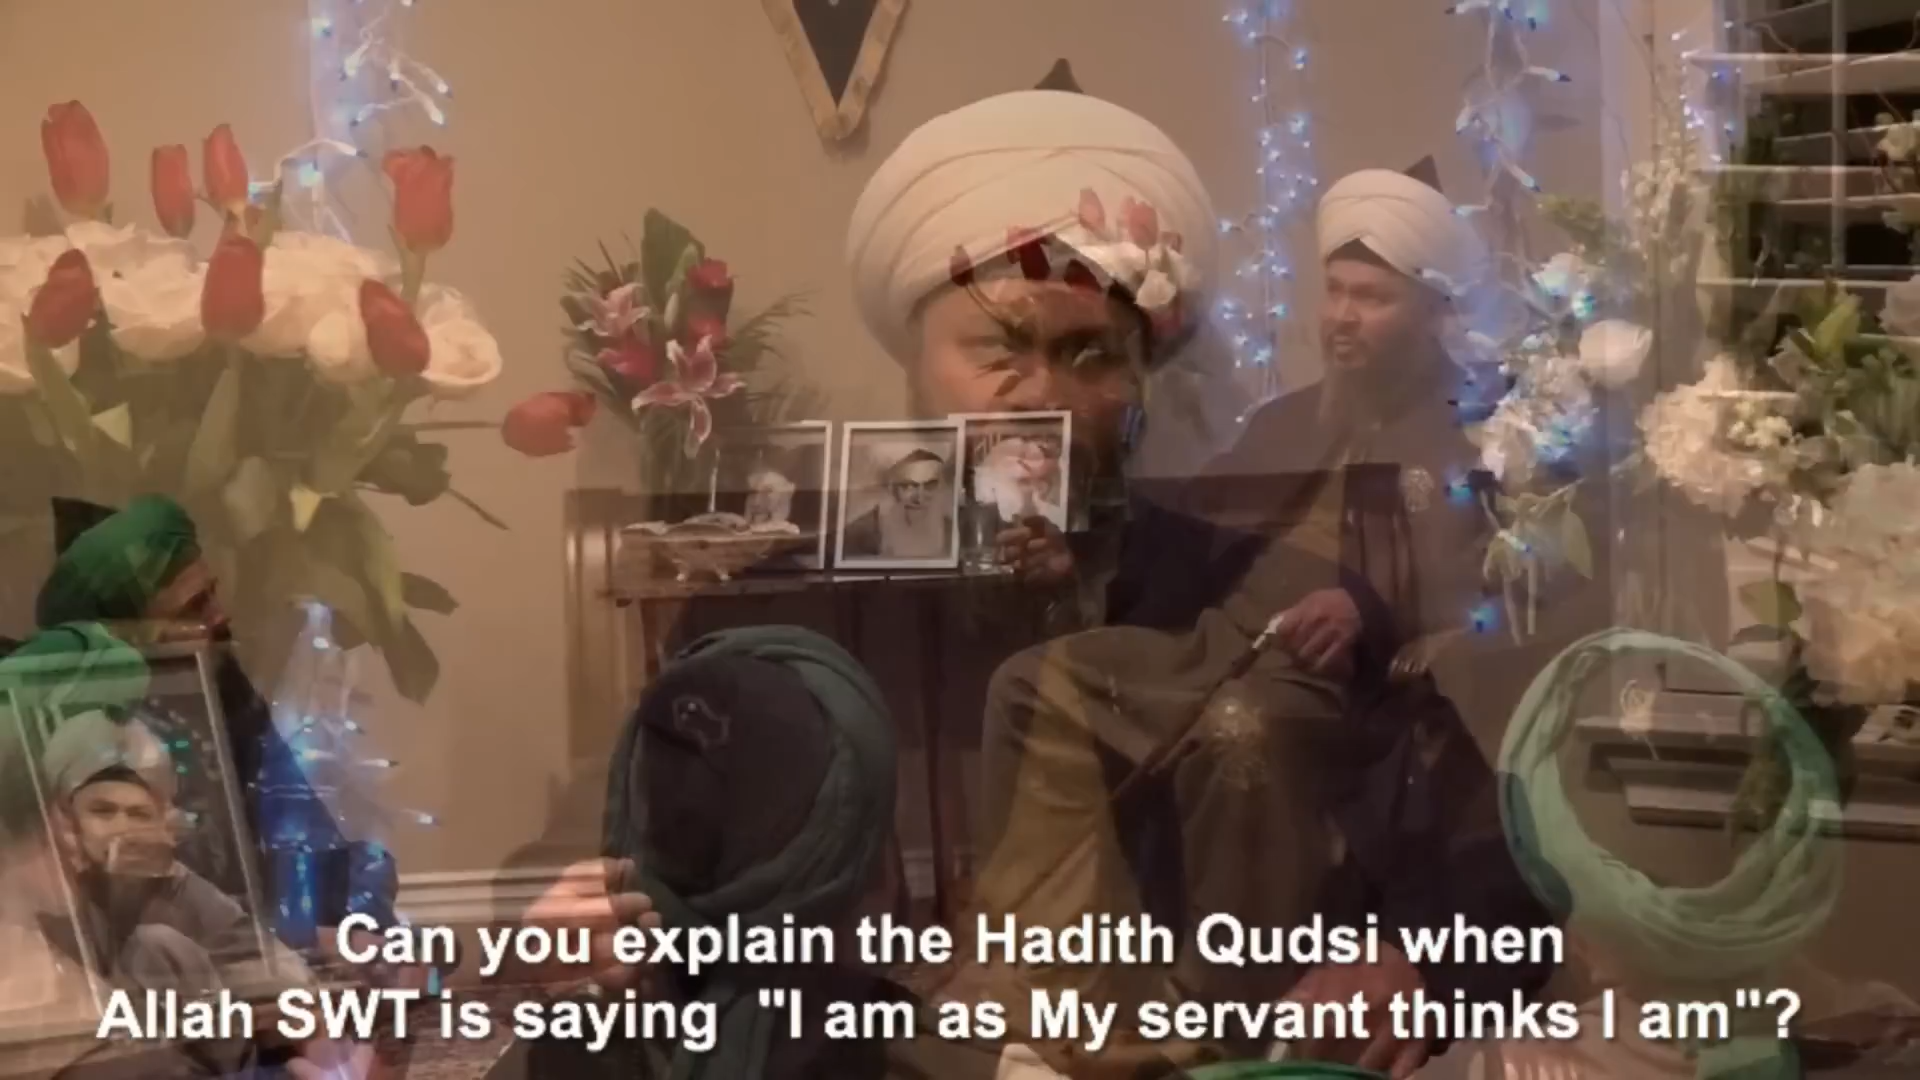 Can you explain the Hadith Qudsi when
Allah SWT is saying "I am as My servant thinks I am"?